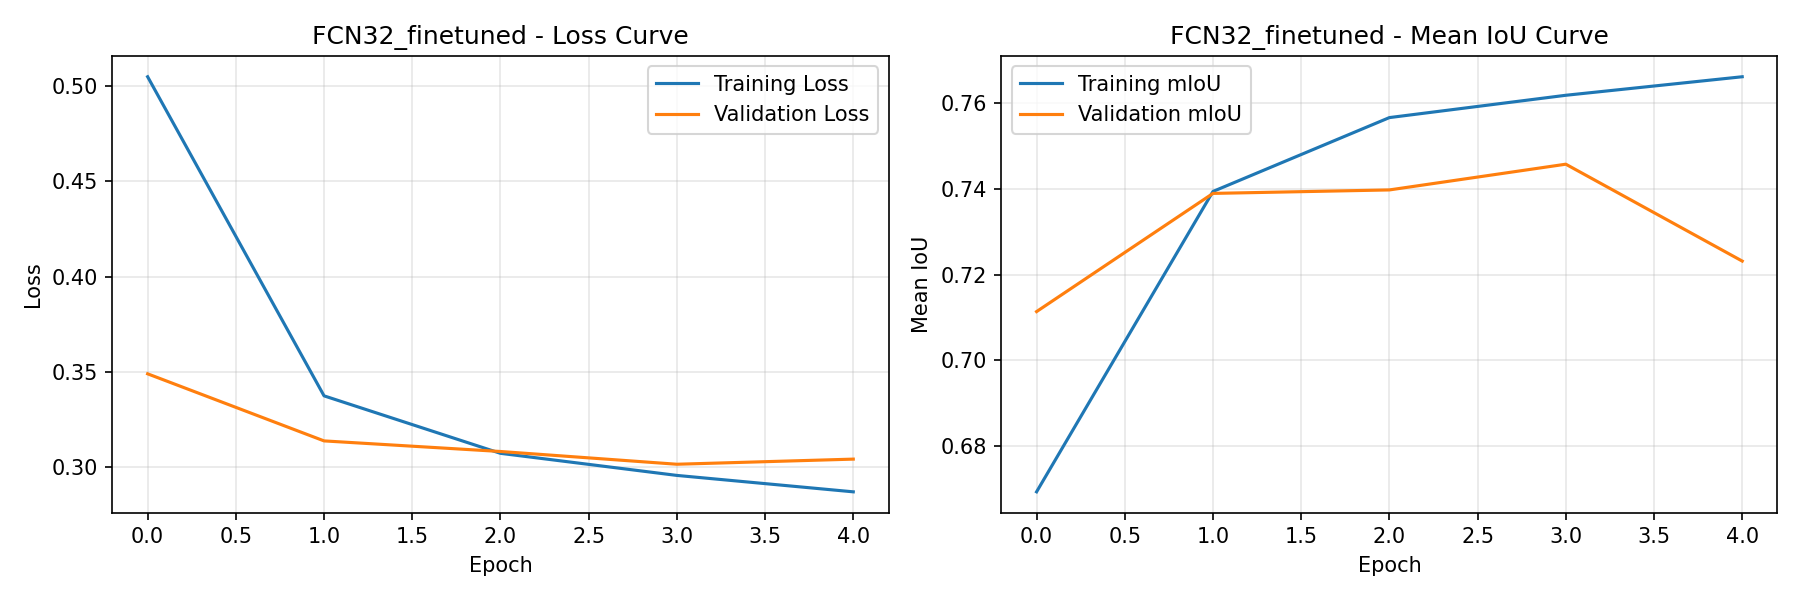 FCN32_finetuned - Loss Curve
Training Loss
Validation Loss
0.50
0.45
0.40
0.35
0.30
Loss
0.0 0.5 1.0 1.5 2.0 2.5 3.0 3.5 4.0
Epoch
FCN32_finetuned - Mean IoU Curve
Training mIoU
Validation mIoU
0.76
0.74
0.72
0.70
0.68
Mean IoU
0.0 0.5 1.0 1.5 2.0 2.5 3.0 3.5 4.0
Epoch